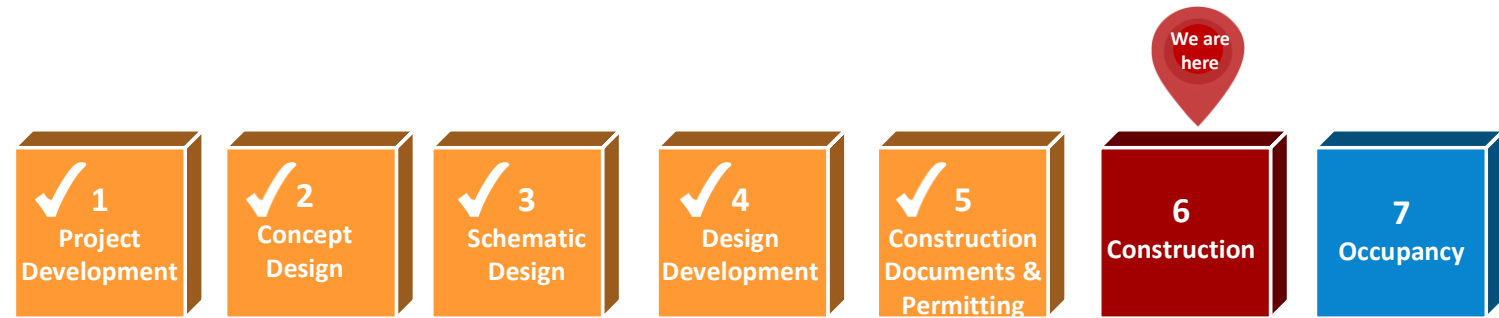 We are
here
1
Project
Development
2
Concept
Design
3
Schematic
Design
4
Design
Development
5
Construction
Documents &
Permitting
6
Construction
7
Occupancy